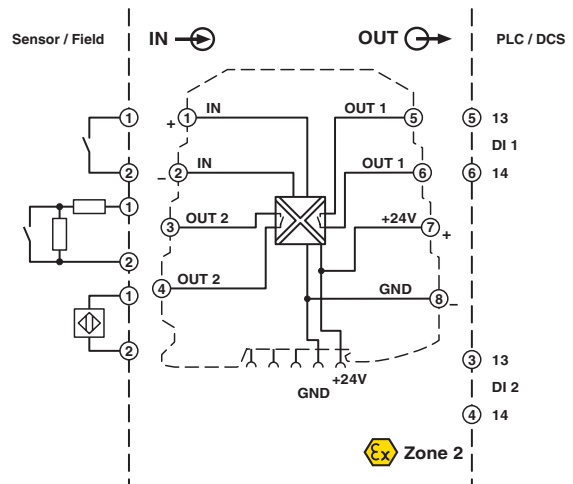 Sensor / Field
IN
OUT
PLC / DCS
1
+ 1 IN
OUT 1 5
5 13
DI 1
2
– 2 IN
OUT 1 6
6 14
1
3 OUT 2
+24V 7 +
2
4 OUT 2
GND 8 –
1
2
GND
+24V
3 13
DI 2
4 14
Ex Zone 2